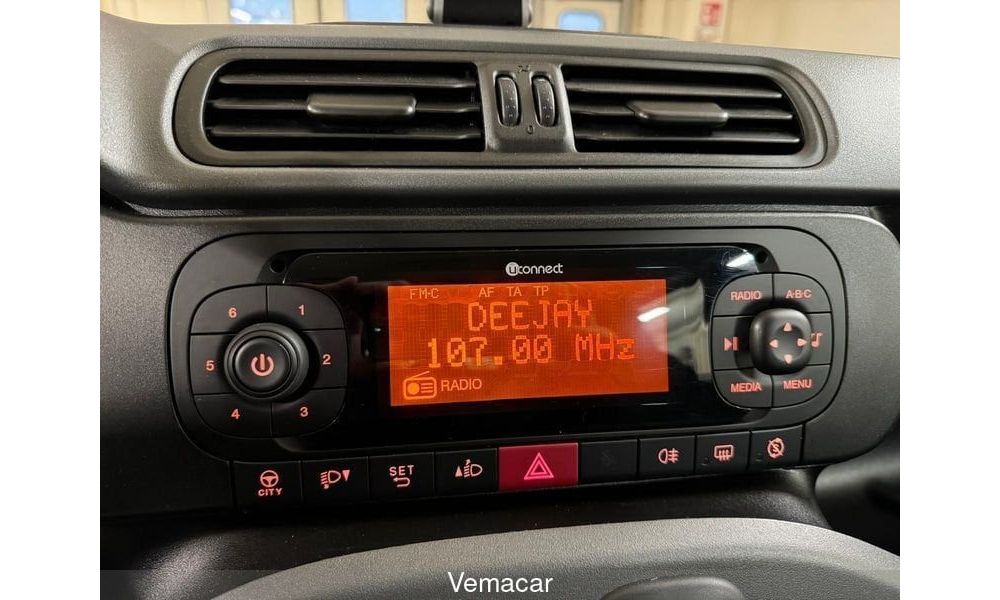 0
uconnect
FM-C AF TA TP
DEEJAY
107.00 MHz
RADIO
6 1
5 2
4 3
RADIO A-B-C
MEDIA MENU
CITY
SET
Vemacar